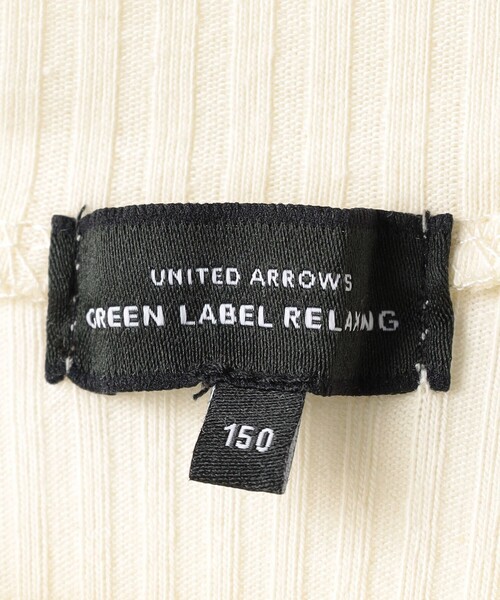 UNITED ARROWS
GREEN LABEL RELAXING
150